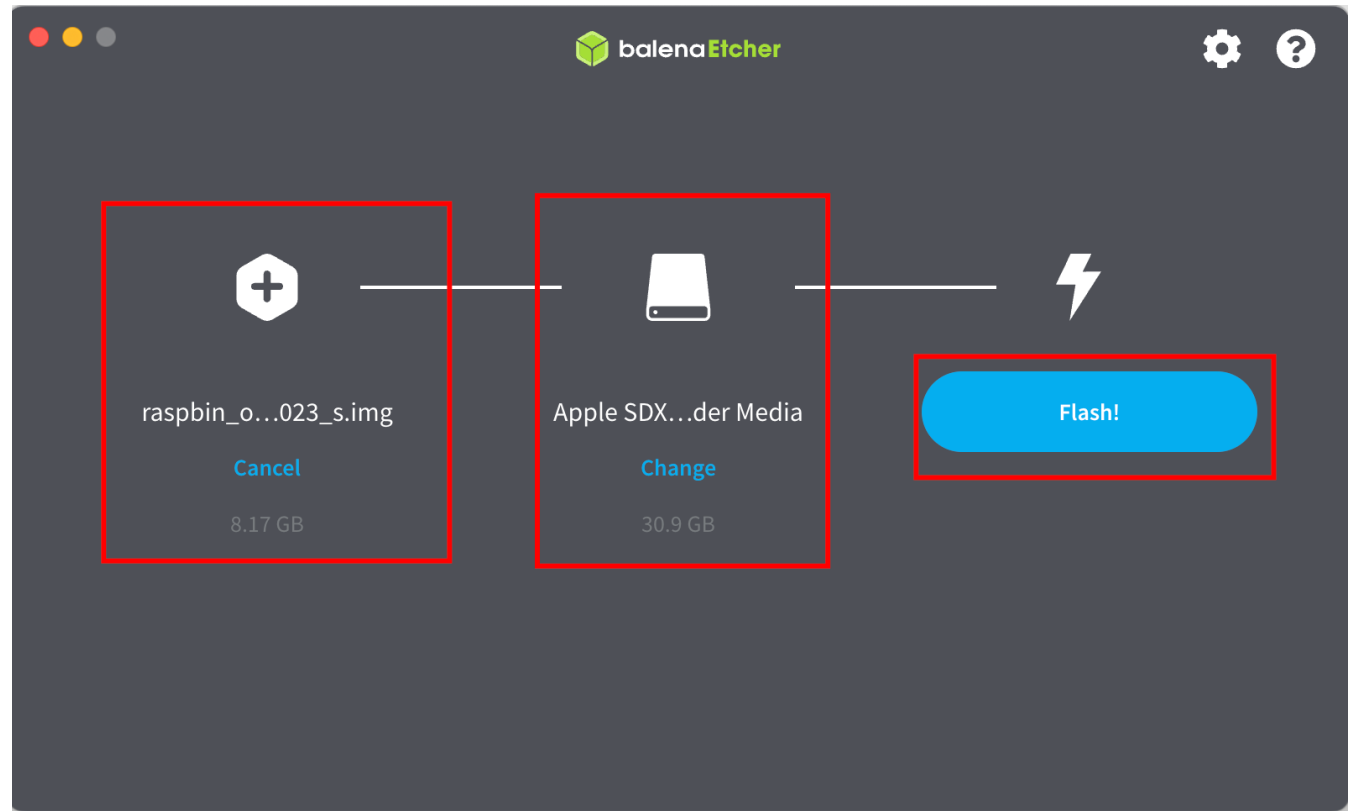 balenaEtcher
raspbin_o...023_s.img
Cancel
8.17 GB
Apple SDX...der Media
Change
30.9 GB
Flash!